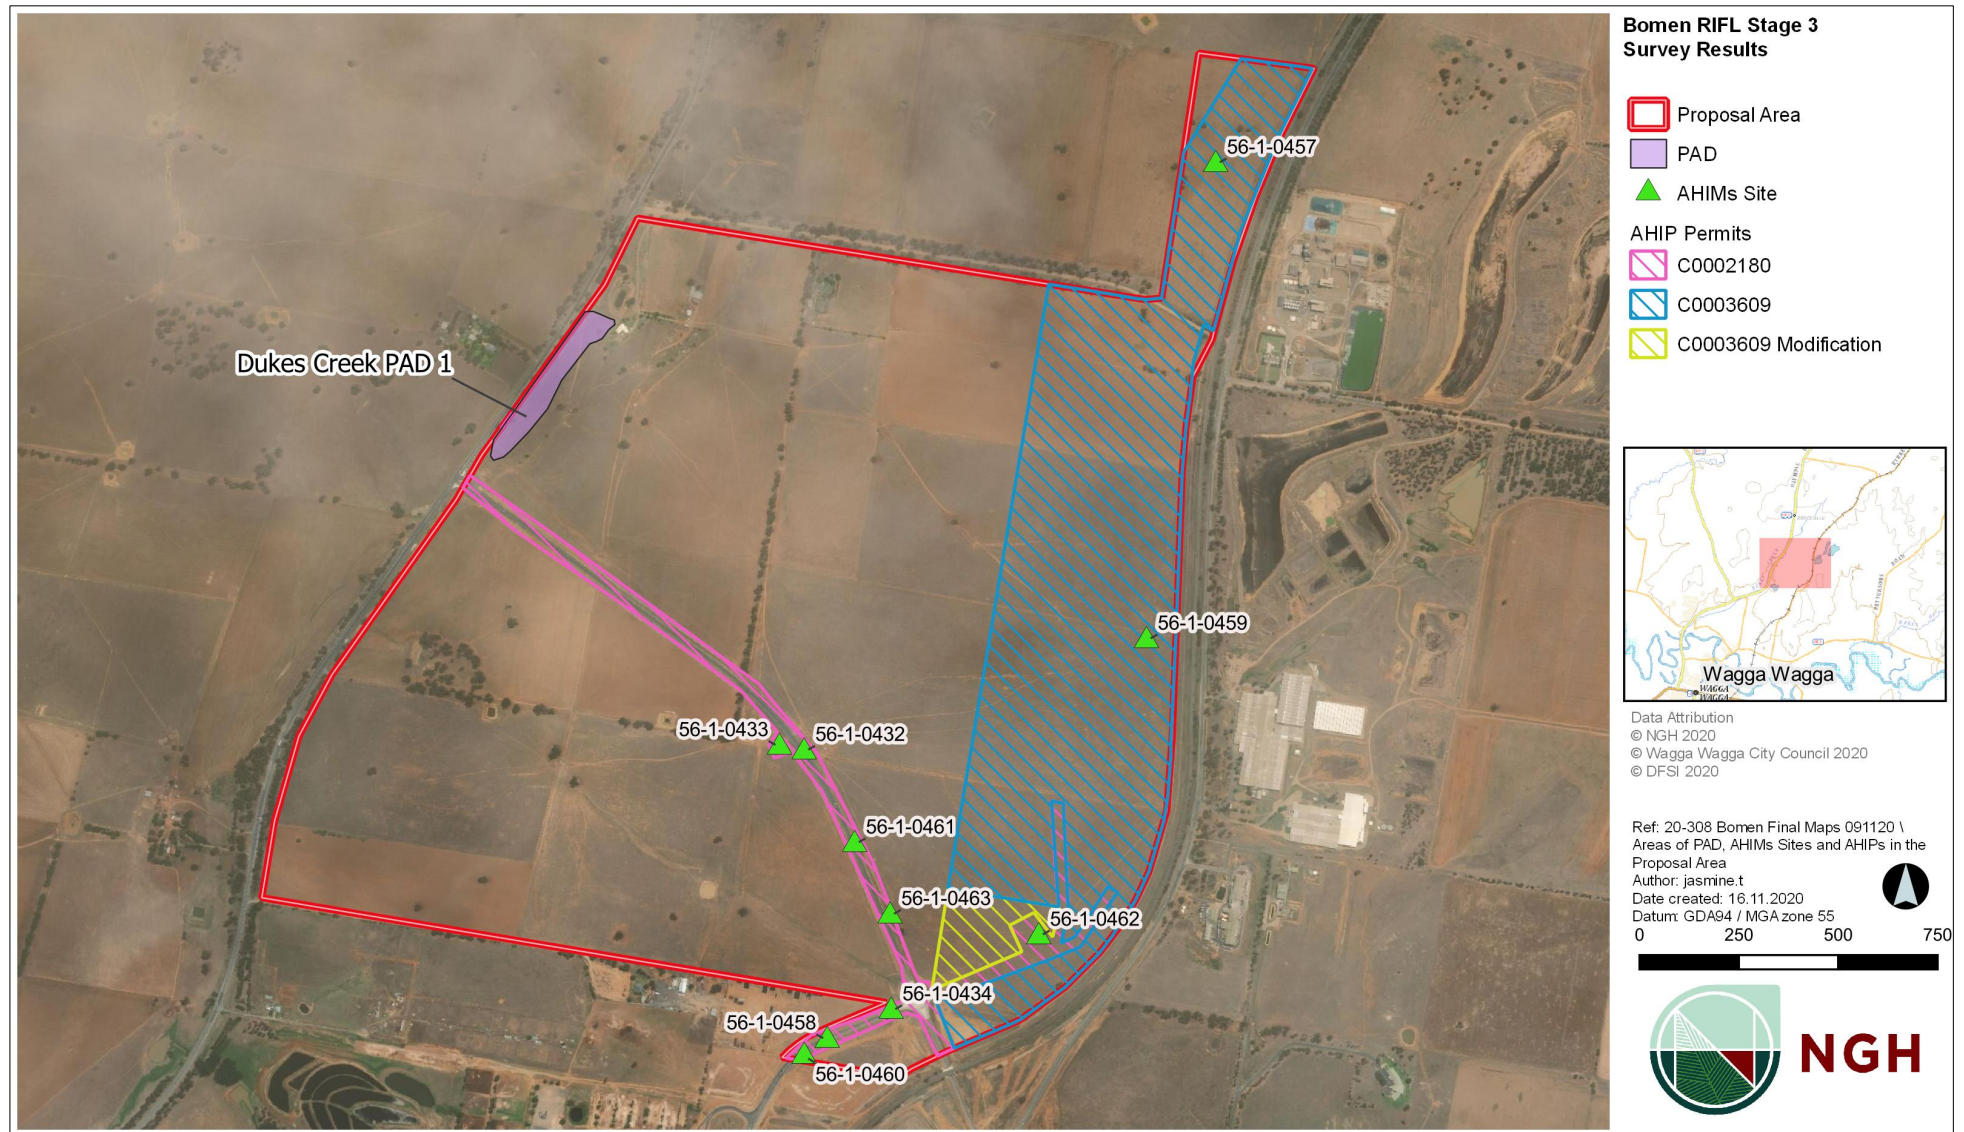 Bomen RIFL Stage 3
Survey Results
Proposal Area
PAD
AHIMs Site
AHIP Permits
C0002180
C0003609
C0003609 Modification
56-1-0457
Dukes Creek PAD 1
56-1-0459
56-1-0433
56-1-0432
56-1-0461
56-1-0463
56-1-0462
56-1-0434
56-1-0458
56-1-0460
Wagga Wagga
WAGGA
WAGGA
Data Attribution
© NGH 2020
© Wagga Wagga City Council 2020
© DFSI 2020
Ref: 20-308 Bomen Final Maps 091120 \
Areas of PAD, AHIMs Sites and AHIPs in the
Proposal Area
Author: jasmine.t
Date created: 16.11.2020
Datum: GDA94 / MGA zone 55
0 250 500 750
NGH